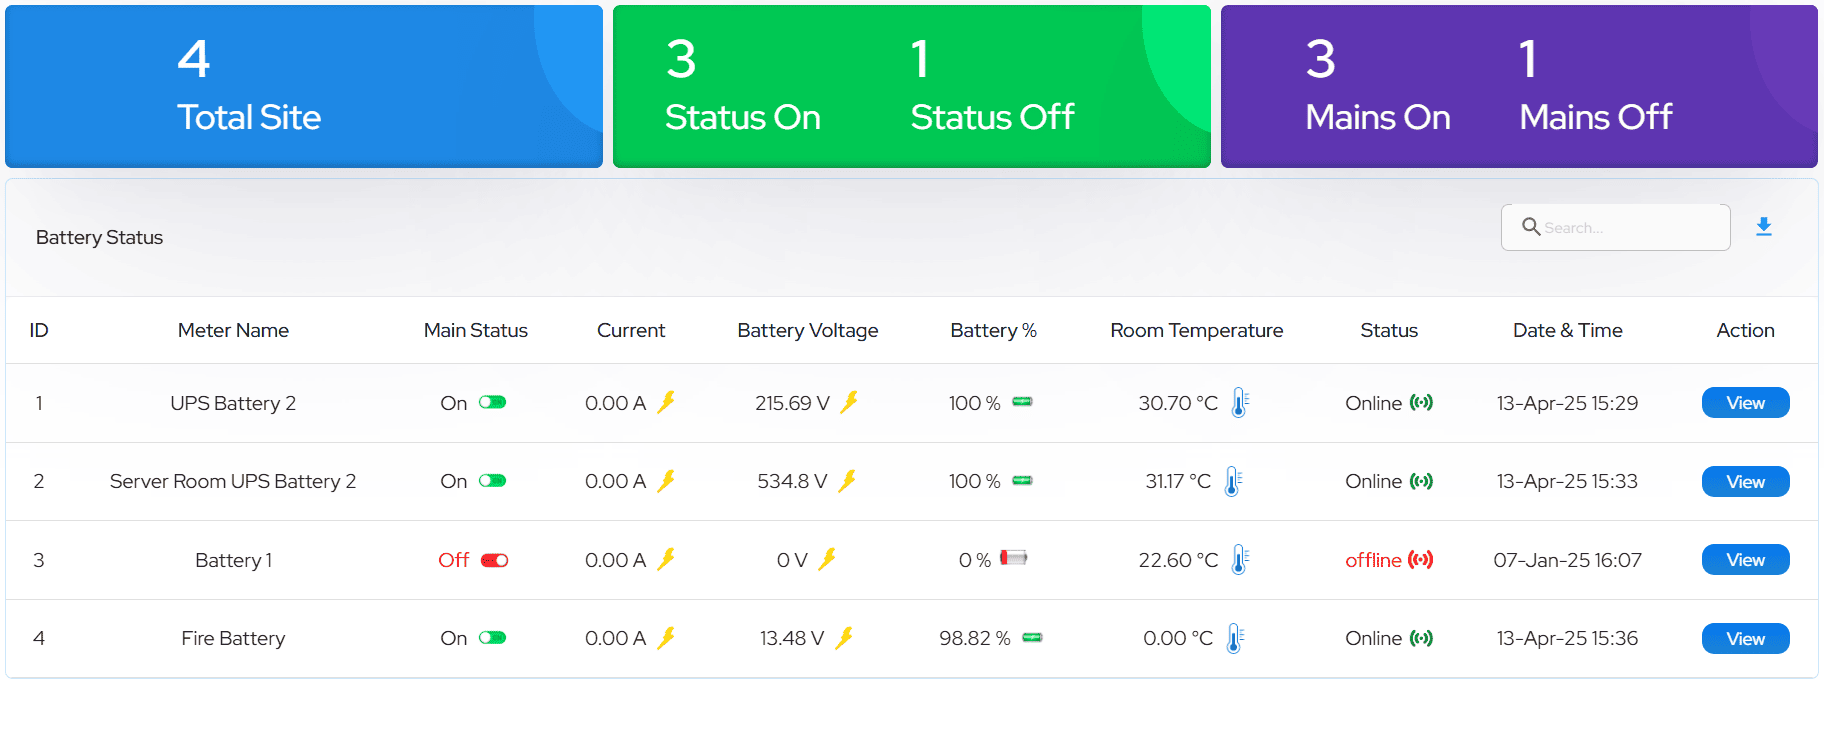 4
Total Site
3
Status On
1
Status Off
3
Mains On
1
Mains Off
Battery Status
Search...
ID Meter Name Main Status Current Battery Voltage Battery % Room Temperature Status Date & Time Action
1 UPS Battery 2 On ON 0.00 A 215.69 V 100 % 30.70 °C Online 13-Apr-25 15:29 View
2 Server Room UPS Battery 2 On ON 0.00 A 534.8 V 100 % 31.17 °C Online 13-Apr-25 15:33 View
3 Battery 1 Off 0.00 A 0 V 0 % 22.60 °C offline 07-Jan-25 16:07 View
4 Fire Battery On ON 0.00 A 13.48 V 98.82 % 0.00 °C Online 13-Apr-25 15:36 View